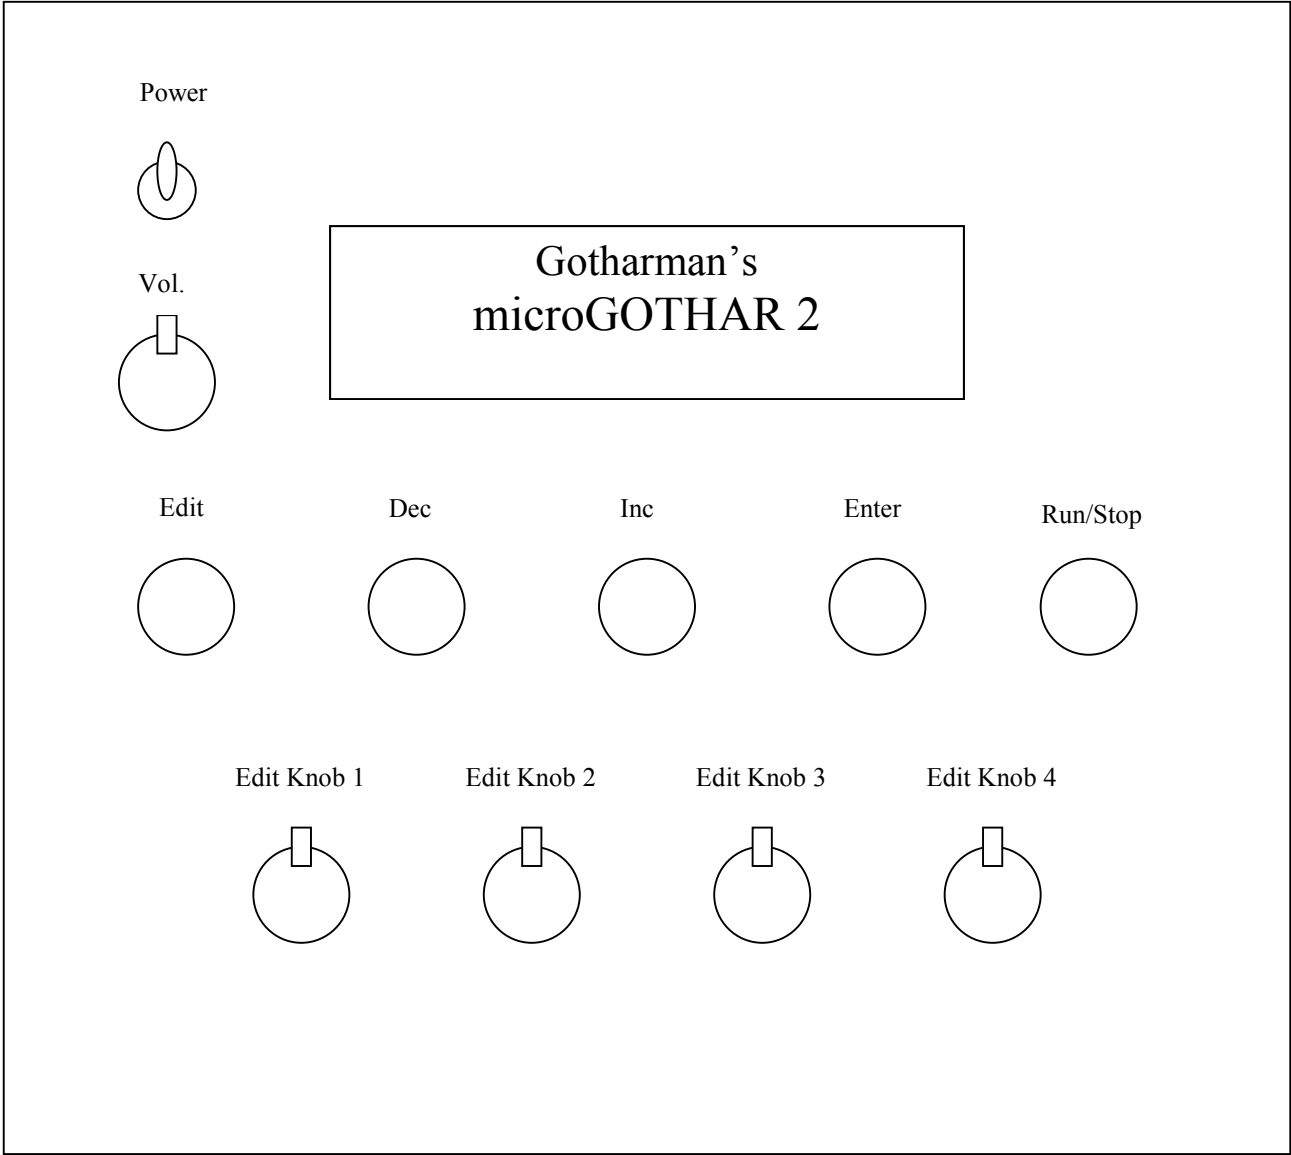 Power
Vol.
Gotharman’s
microGOTHAR 2
Edit
Dec
Inc
Enter
Run/Stop
Edit Knob 1
Edit Knob 2
Edit Knob 3
Edit Knob 4